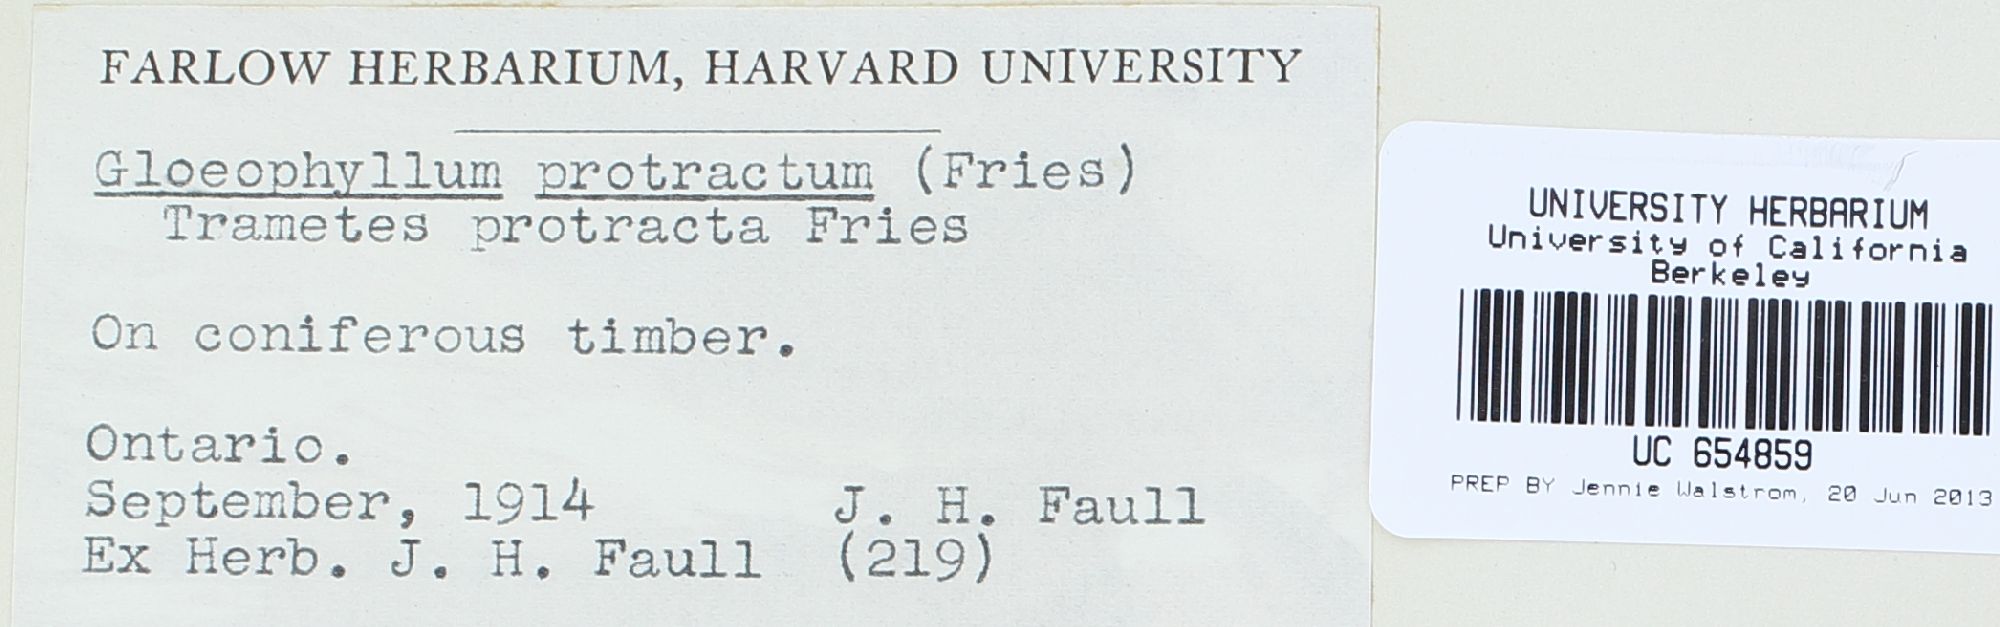 FARLOW HERBARIUM, HARVARD UNIVERSITY
Gloeophyllum protractum (Fries)
Trametes protracta Fries
On coniferous timber.
Ontario.
September, 1914 J. H. Faull
Ex Herb. J. H. Faull (219)
UNIVERSITY HERBARIUM
University of California
Berkeley
UC 654859
PREP BY Jennie Walstrom, 20 Jun 2013